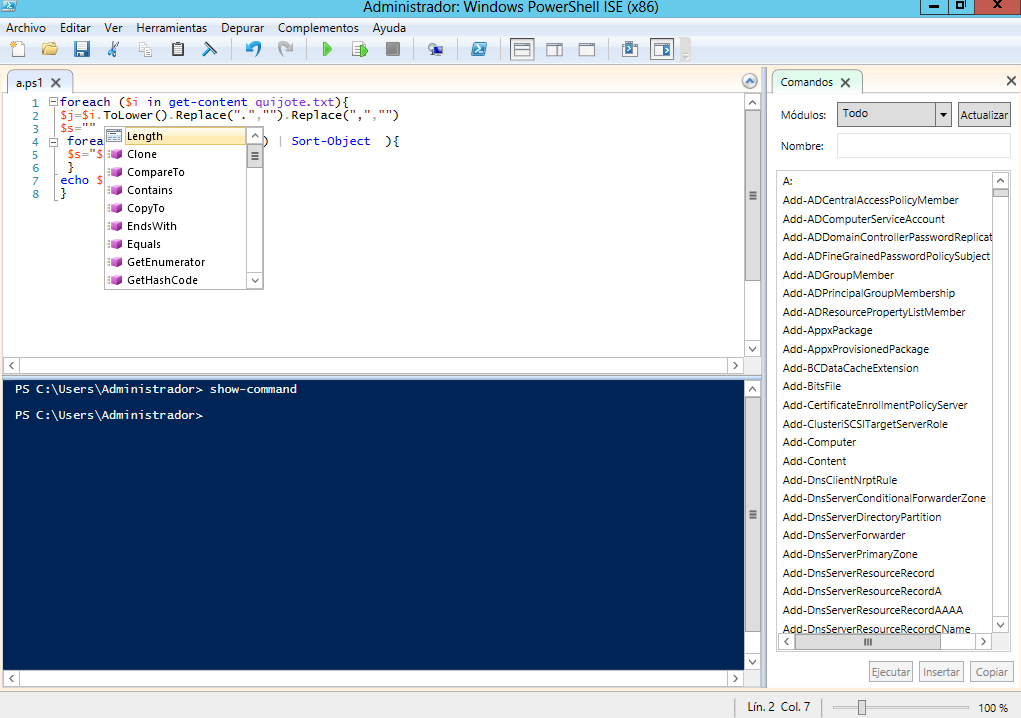 Administrador: Windows PowerShell ISE (x86)
Archivo Editar Ver Herramientas Depurar Complementos Ayuda
a.ps1
1 foreach ($i in get-content quijote.txt){
2 $j=$i.ToLower().Replace(".","").Replace(",","")
3 $s=""
4 forea ) | Sort-Object ){
5 $s="$
6 }
7 echo $
8 }
Length
Clone
CompareTo
Contains
CopyTo
EndsWith
Equals
GetEnumerator
GetHashCode
PS C:\Users\Administrador> show-command
PS C:\Users\Administrador>
Comandos
Módulos: Todo Actualizar
Nombre:
A:
Add-ADCentralAccessPolicyMember
Add-ADComputerServiceAccount
Add-ADDomainControllerPasswordReplicat
Add-ADFineGrainedPasswordPolicySubject
Add-ADGroupMember
Add-ADPrincipalGroupMembership
Add-ADResourcePropertyListMember
Add-AppxPackage
Add-AppxProvisionedPackage
Add-BCDataCacheExtension
Add-BitsFile
Add-CertificateEnrollmentPolicyServer
Add-ClusteriSCSITargetServerRole
Add-Computer
Add-Content
Add-DnsClientNrptRule
Add-DnsServerConditionalForwarderZone
Add-DnsServerDirectoryPartition
Add-DnsServerForwarder
Add-DnsServerPrimaryZone
Add-DnsServerResourceRecord
Add-DnsServerResourceRecordA
Add-DnsServerResourceRecordAAAA
Add-DnsServerResourceRecordCName
Ejecutar Insertar Copiar
Lín. 2 Col. 7 100 %